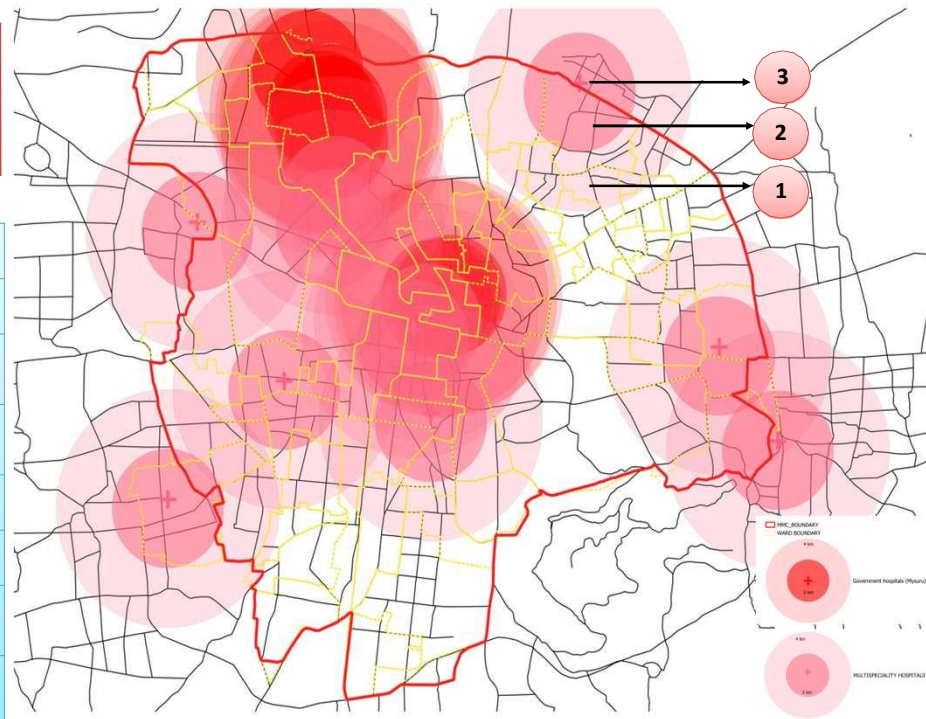 3
2
1
MMC_BOUNDARY
WARD BOUNDARY
4 km
Government hospitals (Mysuru)
2 km
4 km
MULTISPECIALITY HOSPITALS
2 km